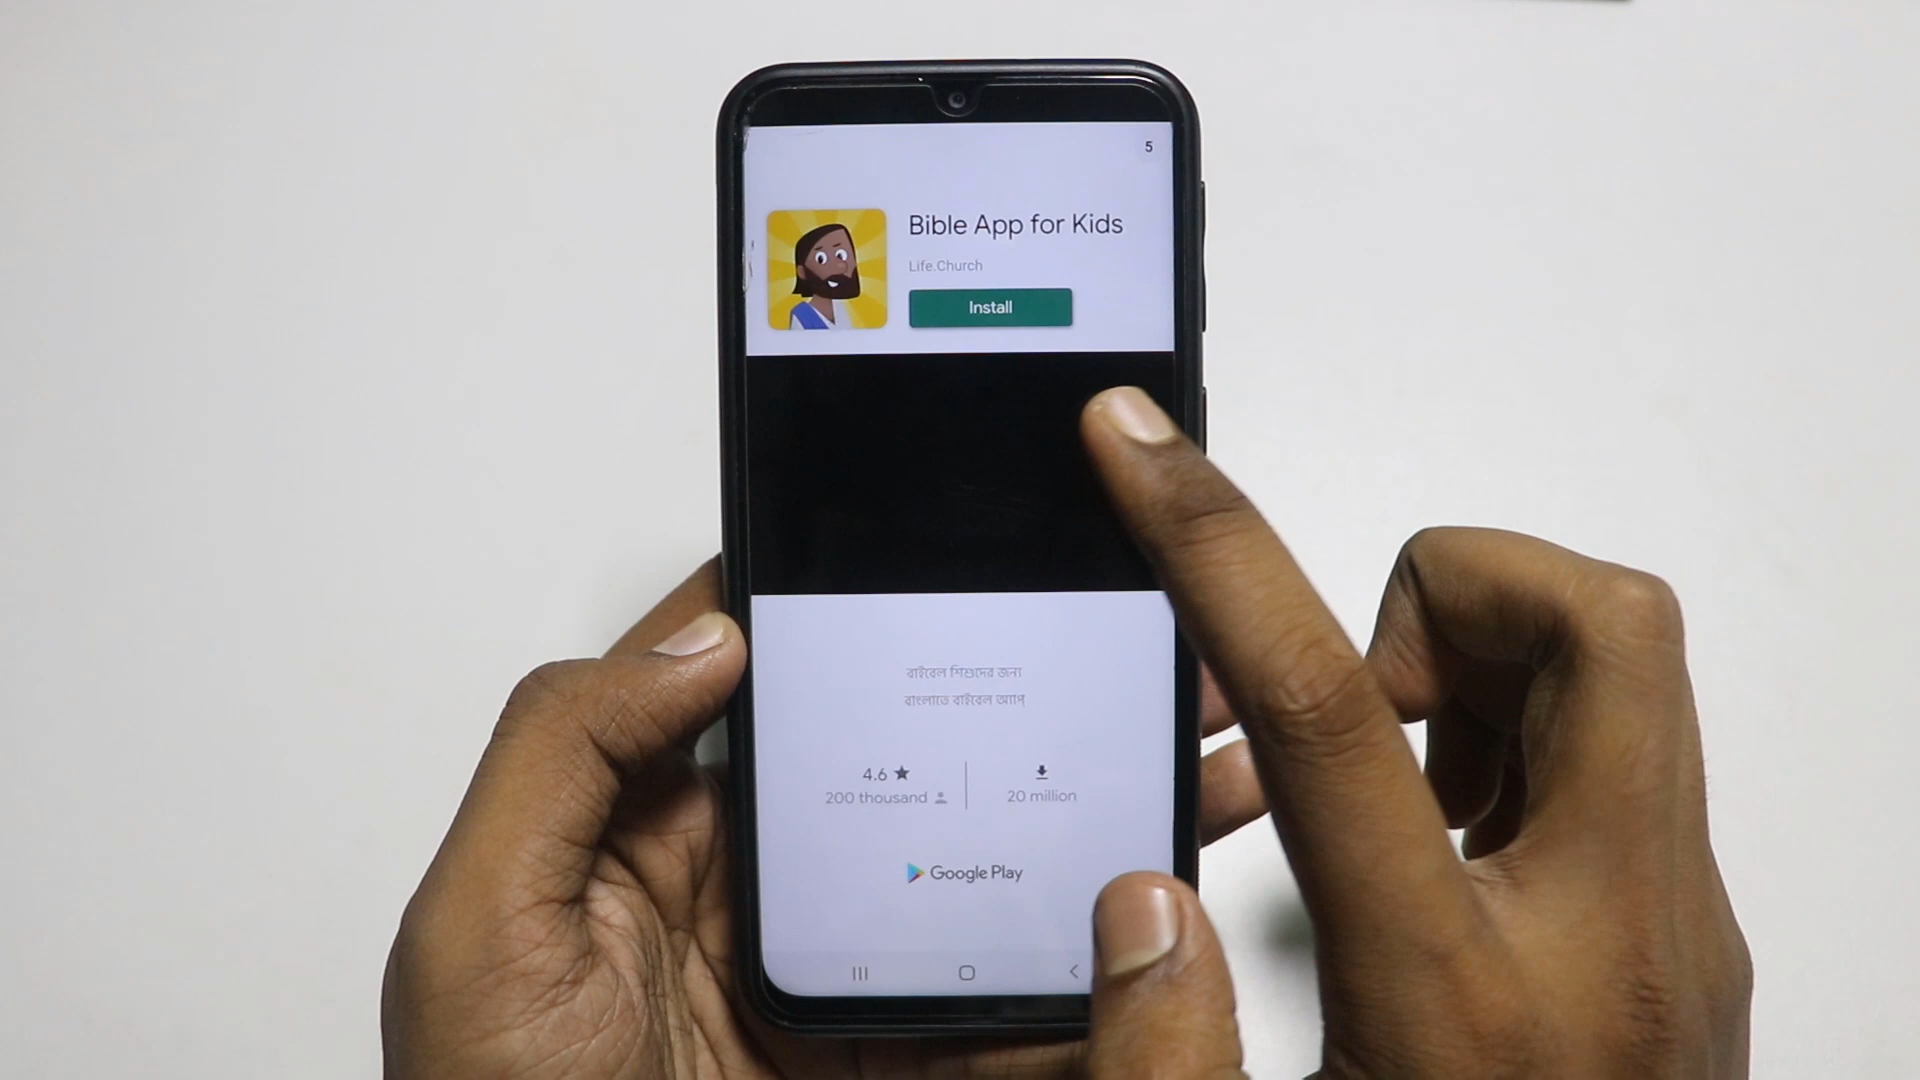 5
Bible App for Kids
Life.Church
Install
বাইবেল শিশুদের জন্য
বাংলাতে বাইবেল অ্যাপ্
4.6
200 thousand
20 million
Google Play